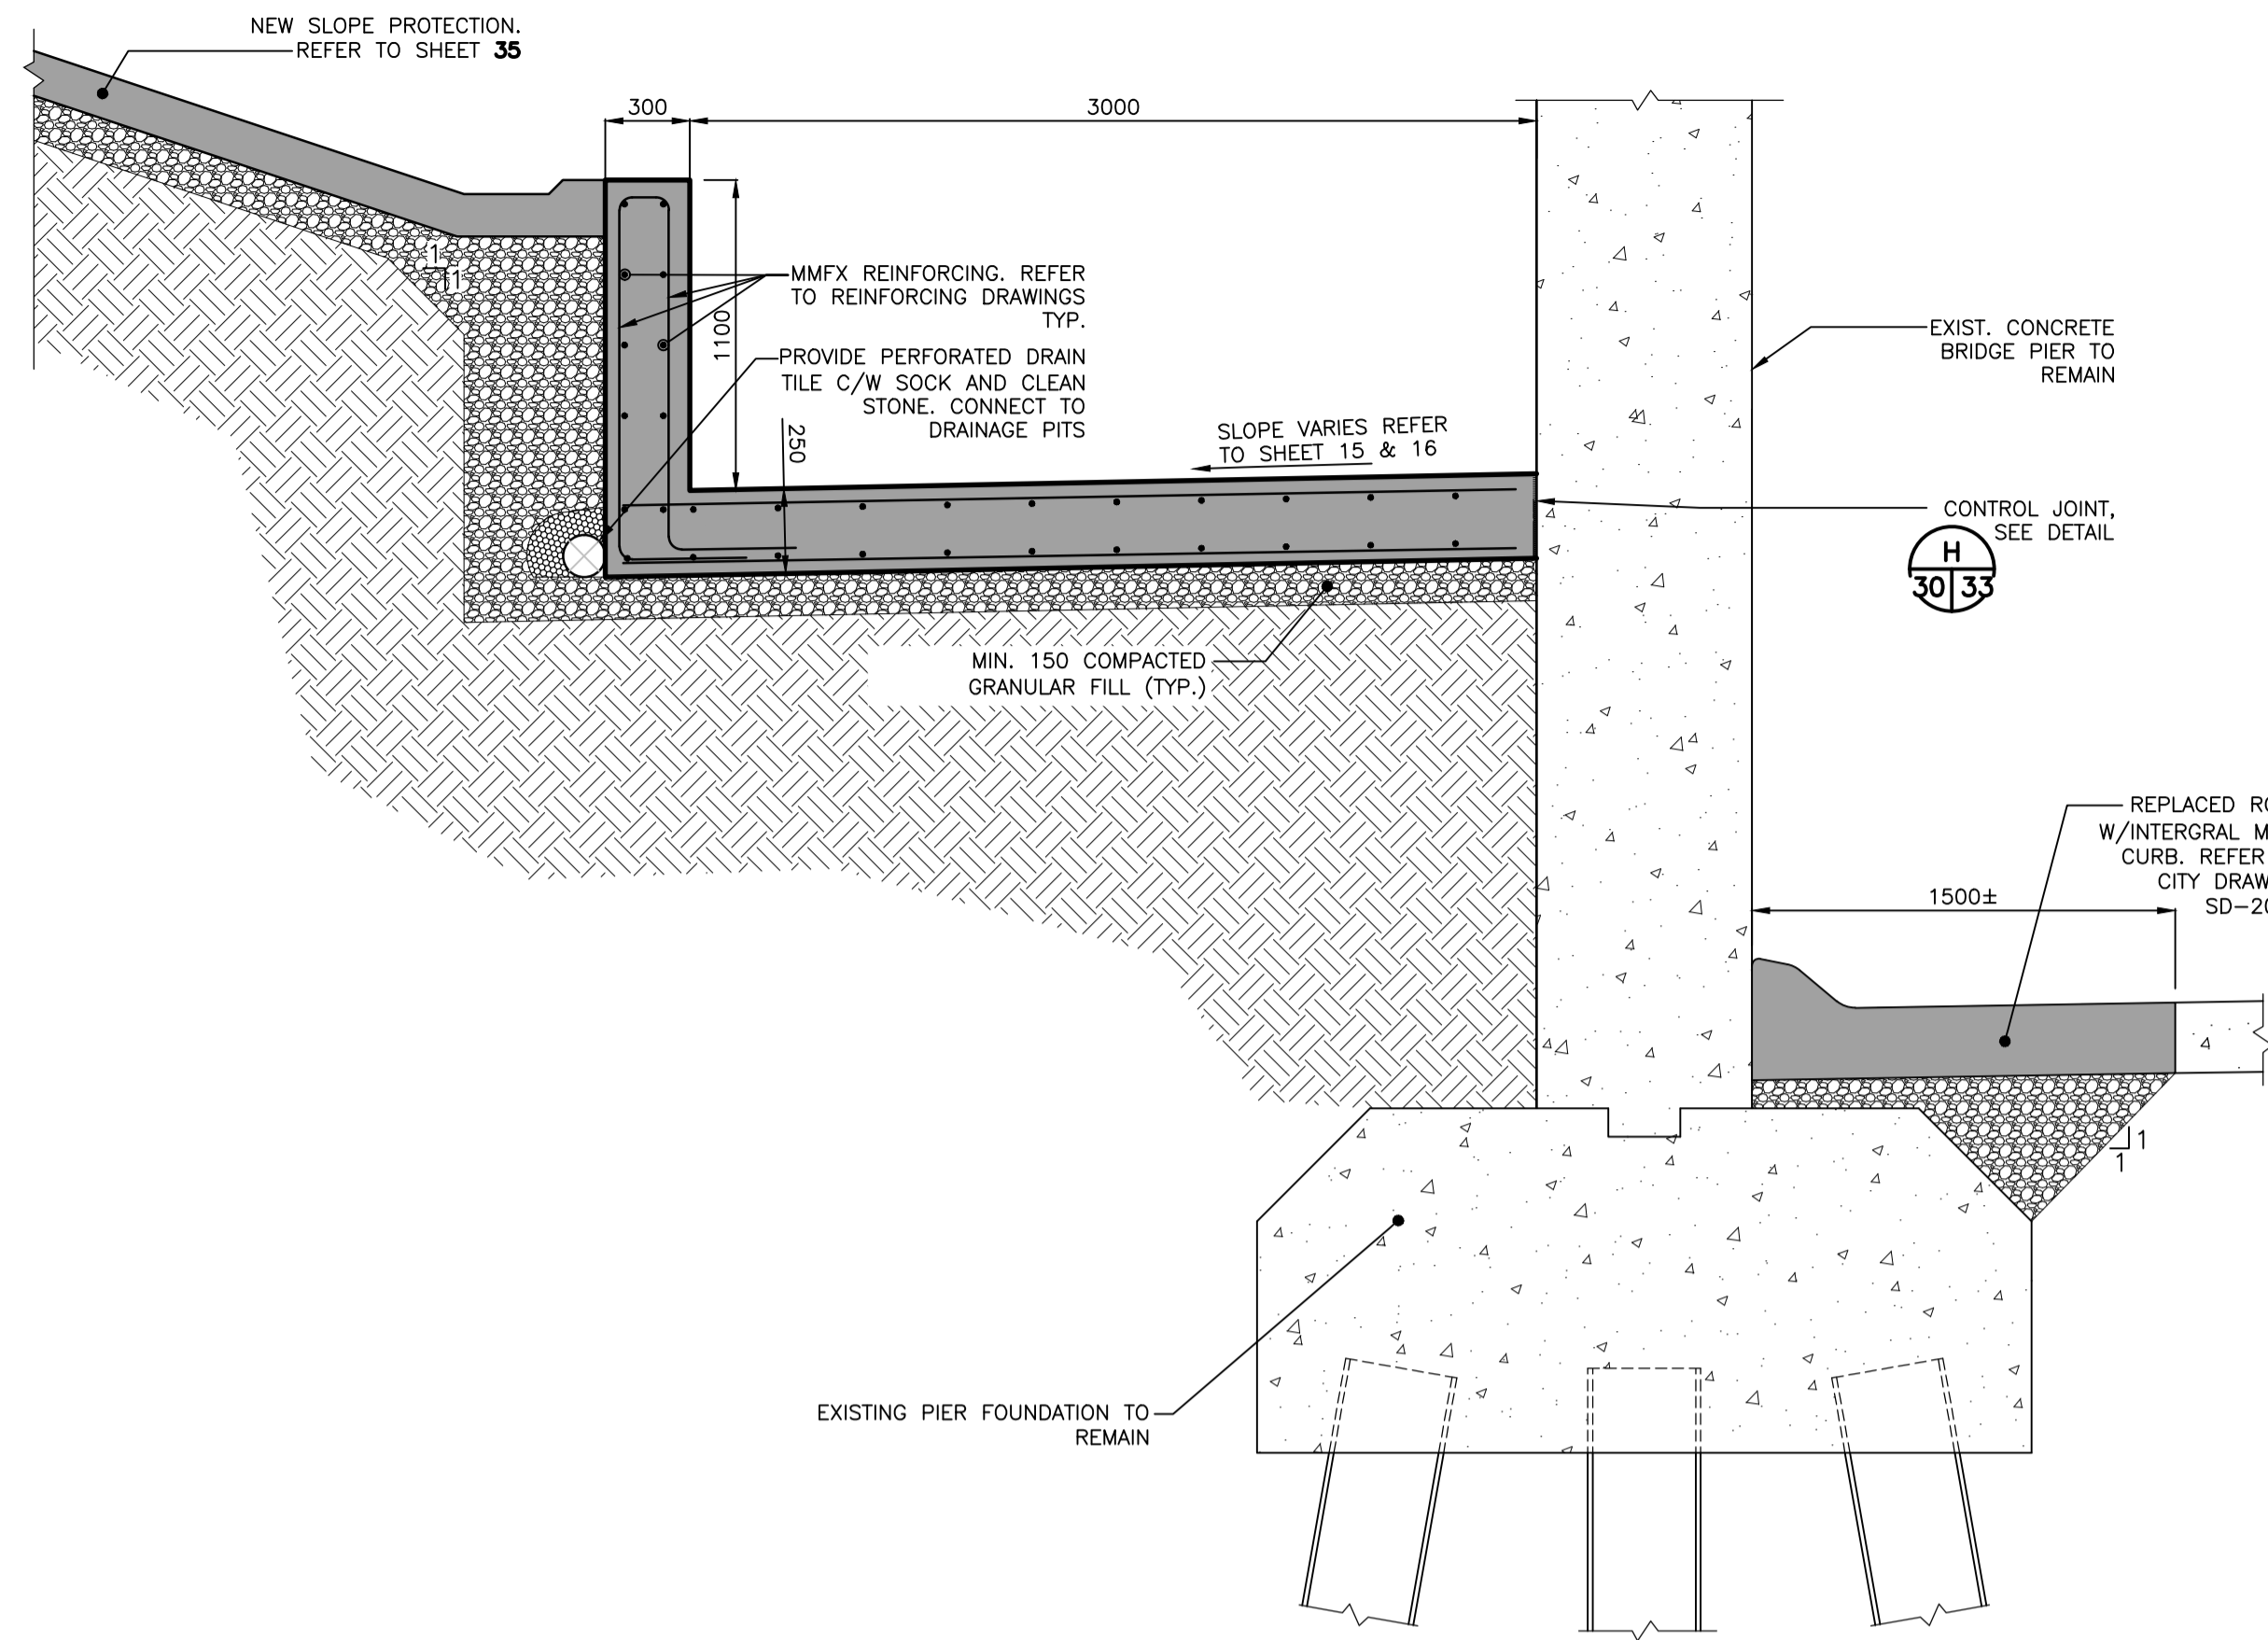 NEW SLOPE PROTECTION.
REFER TO SHEET 35
300
3000
1
1
1100
MMFX REINFORCING. REFER
TO REINFORCING DRAWINGS
TYP.
PROVIDE PERFORATED DRAIN
TILE C/W SOCK AND CLEAN
STONE. CONNECT TO
DRAINAGE PITS
250
SLOPE VARIES REFER
TO SHEET 15 & 16
EXIST. CONCRETE
BRIDGE PIER TO
REMAIN
CONTROL JOINT,
SEE DETAIL
H
30 33
MIN. 150 COMPACTED
GRANULAR FILL (TYP.)
REPLACED
W/INTERGRAL
CURB. REFER
CITY
1500±
1
1
EXISTING PIER FOUNDATION TO
REMAIN